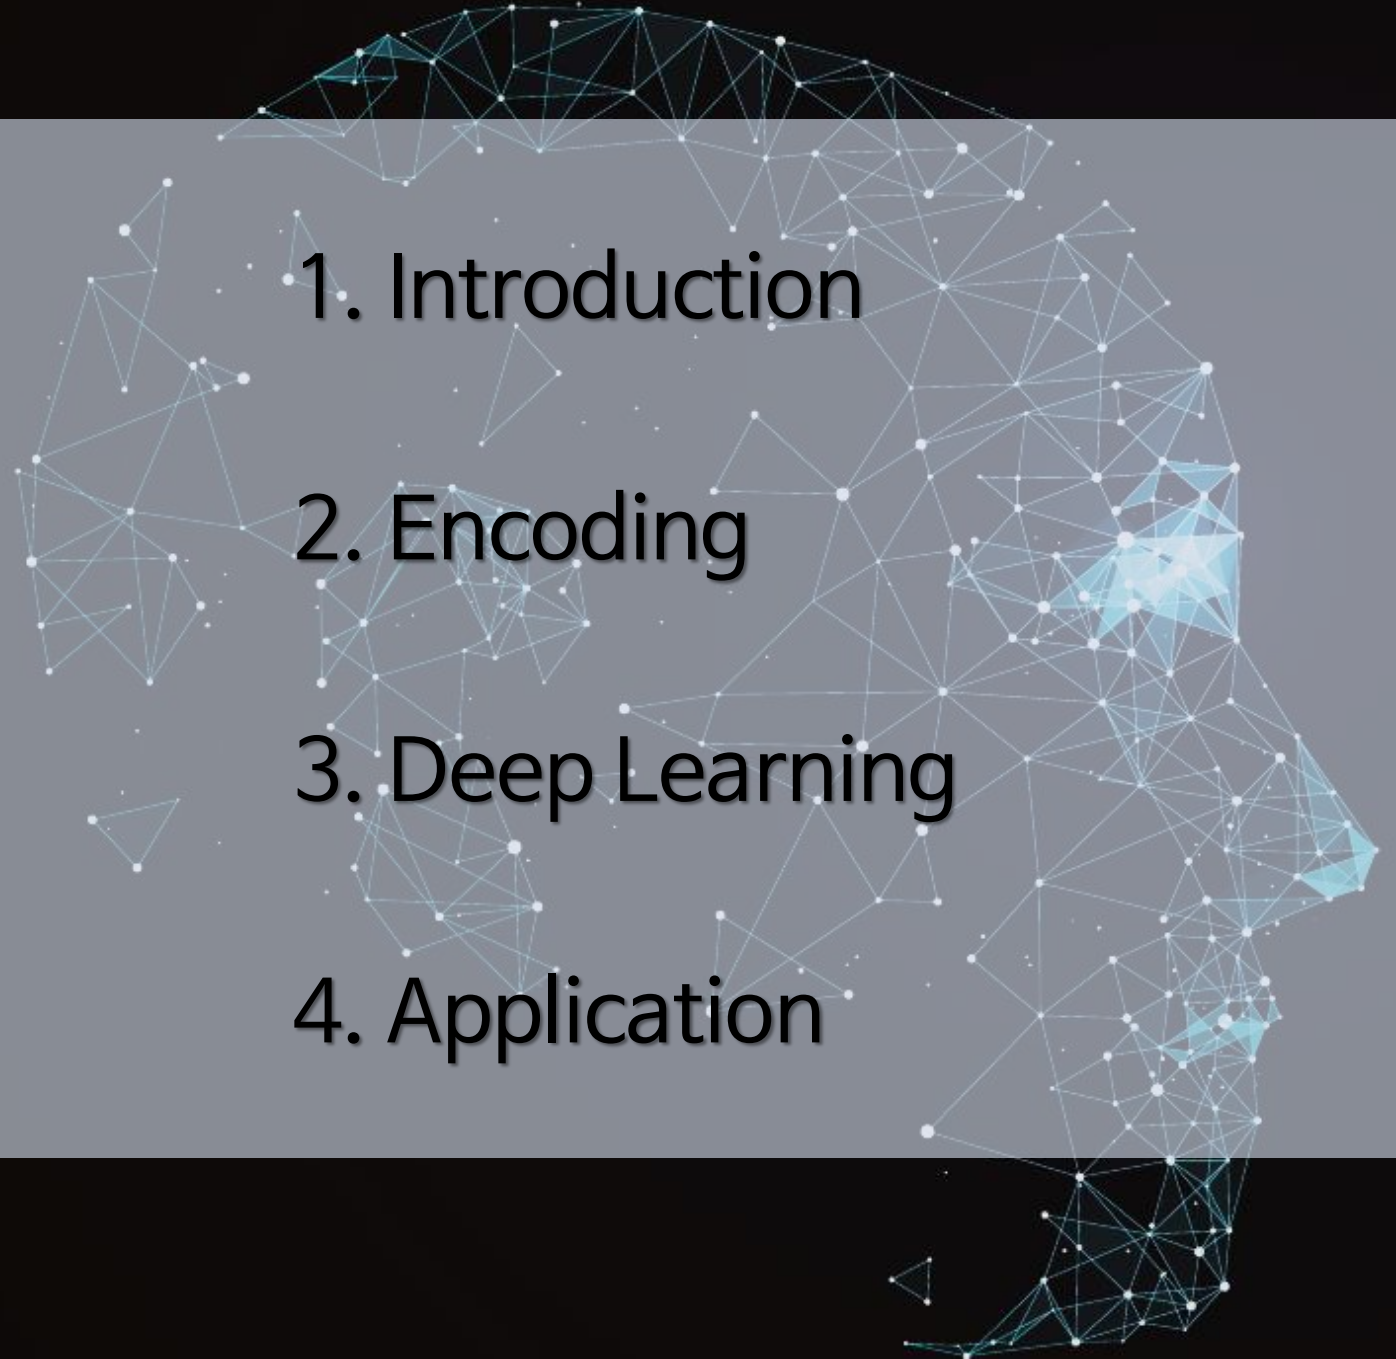 1. Introduction
2. Encoding
3. Deep Learning
4. Application